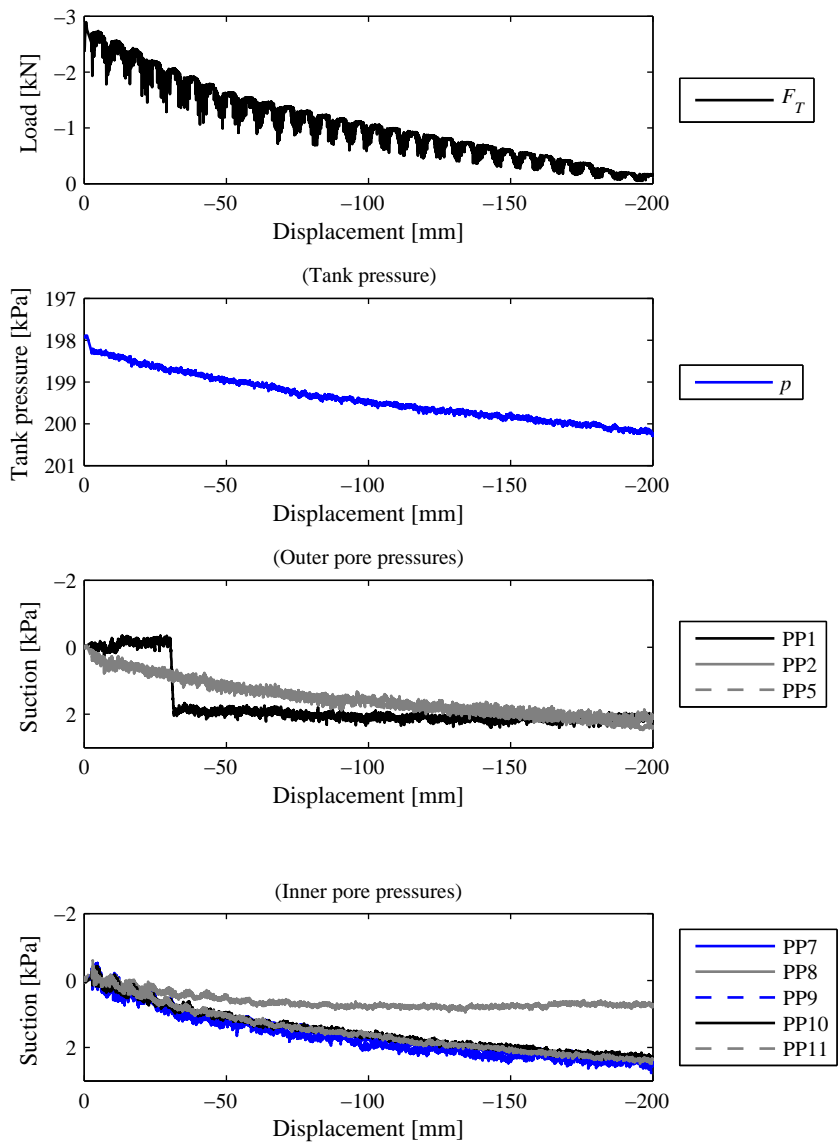 −3
−2
−1
0
Load [kN]
0 −50 −100 −150 −200
Displacement [mm]
F_T
(Tank pressure)
197
198
199
200
201
Tank pressure [kPa]
0 −50 −100 −150 −200
Displacement [mm]
p
(Outer pore pressures)
−2
0
2
Suction [kPa]
0 −50 −100 −150 −200
Displacement [mm]
PP1
PP2
PP5
(Inner pore pressures)
−2
0
2
Suction [kPa]
0 −50 −100 −150 −200
Displacement [mm]
PP7
PP8
PP9
PP10
PP11